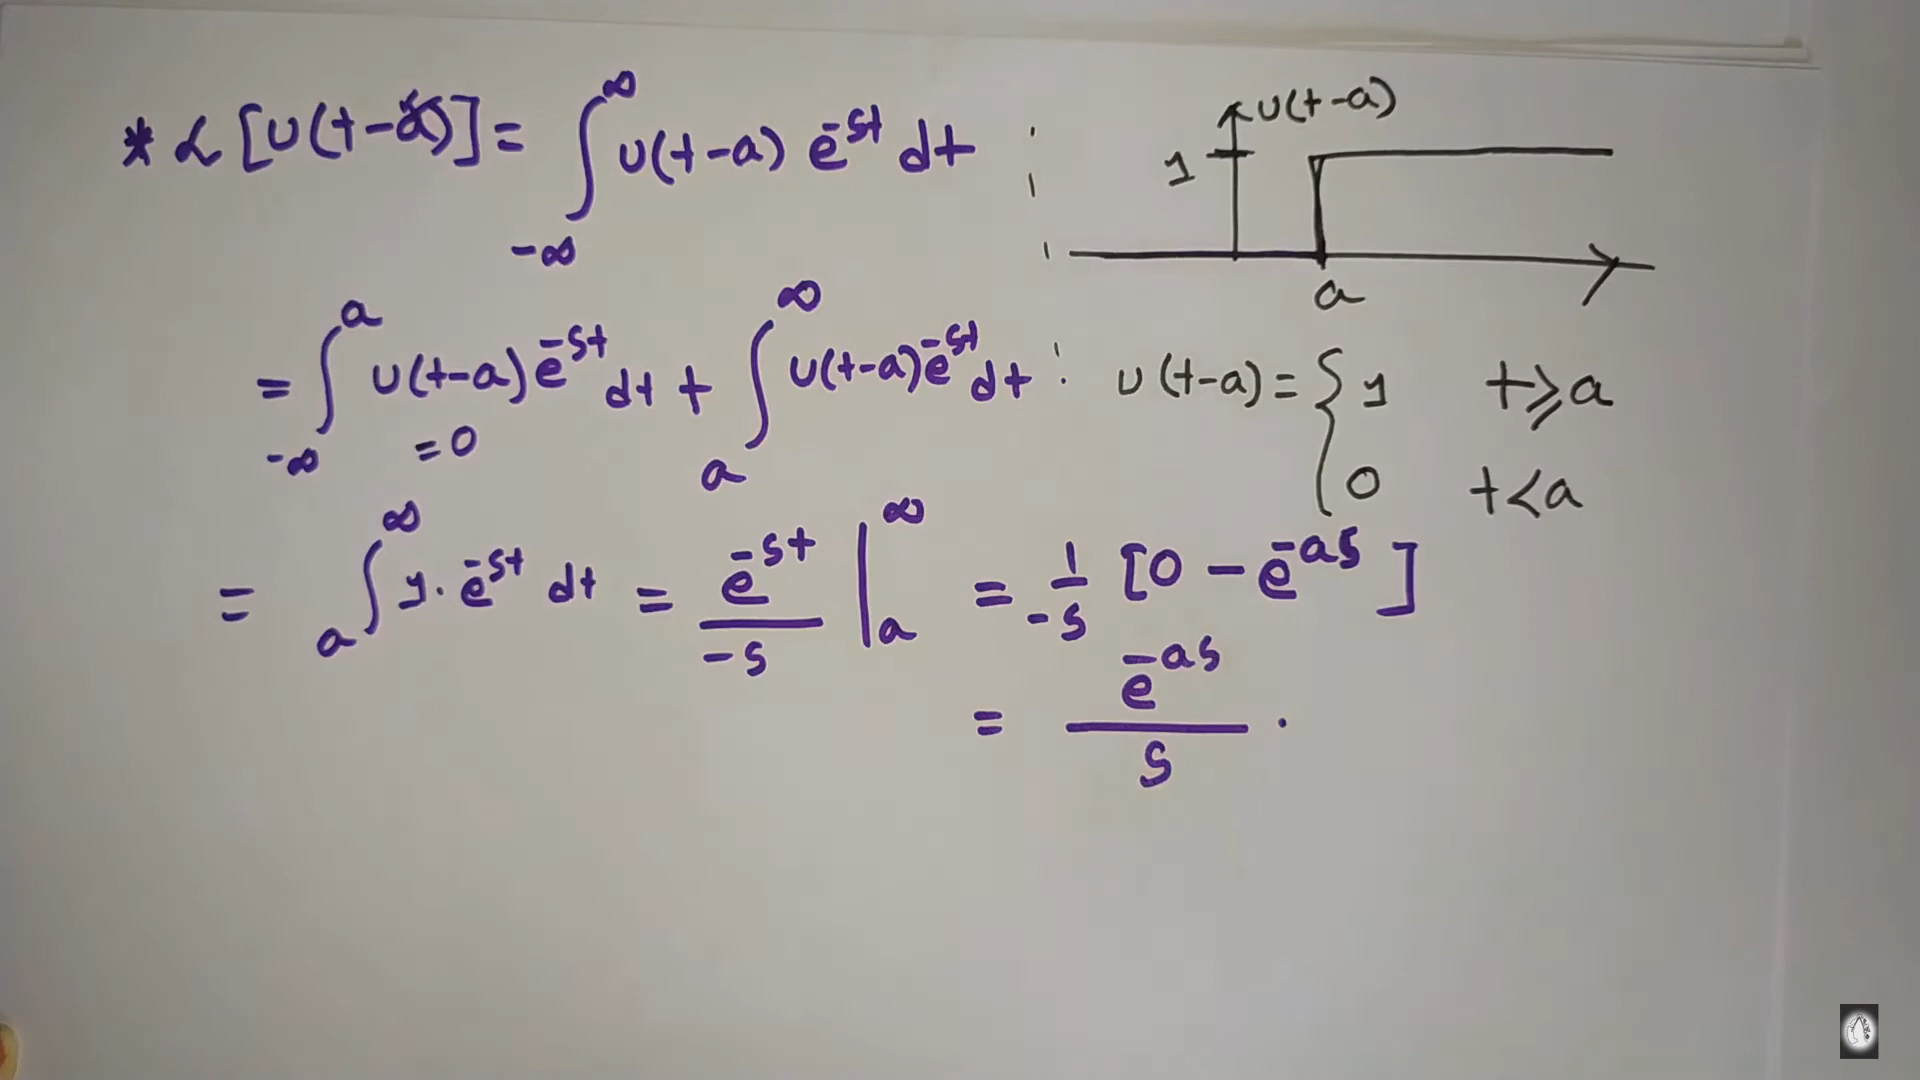 * ℒ[u(t-a)] = ∫_{-∞}^{∞} u(t-a) e^{-st} dt
u(t-a)
1
a
= ∫_{-∞}^{a} u(t-a) e^{-st} dt + ∫_{a}^{∞} u(t-a) e^{-st} dt
= 0
u(t-a) = { 1 t ≥ a
0 t < a
= ∫_{a}^{∞} 1 · e^{-st} dt = e^{-st}/-s |_{a}^{∞} = 1/-s [0 - e^{-as}]
= e^{-as}/s .